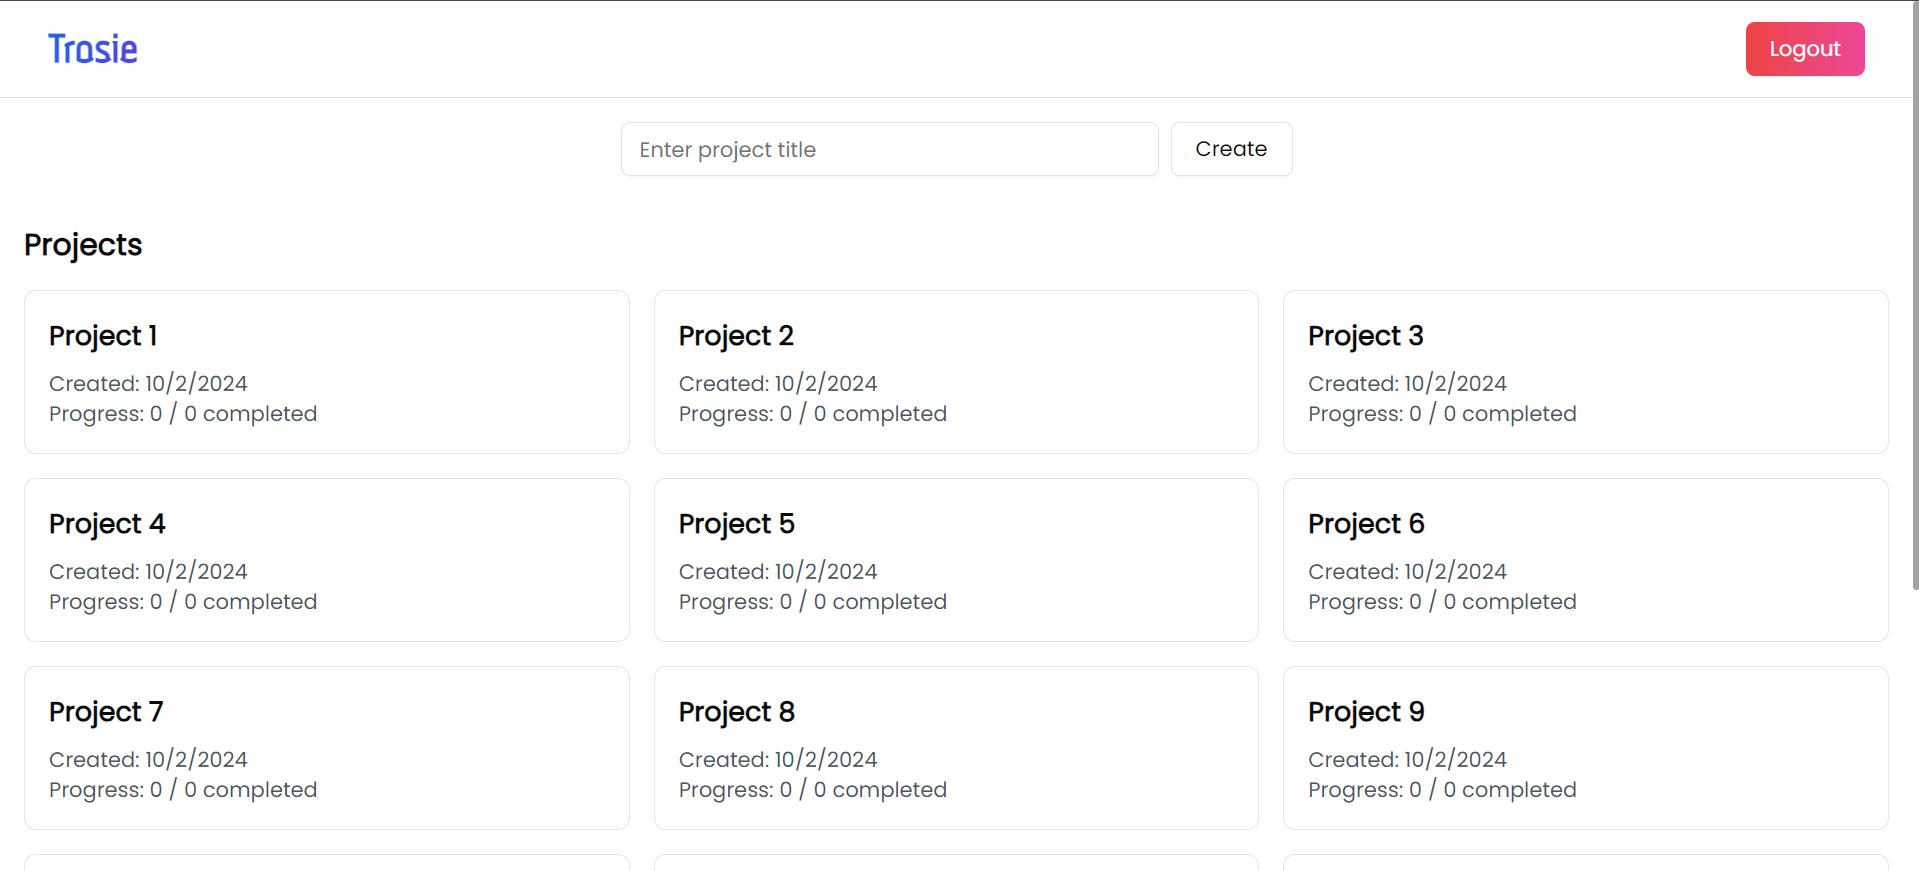 Trasie
Logout
Enter project title
Create
Projects
Project 1
Created: 10/2/2024
Progress: 0 / 0 completed
Project 2
Created: 10/2/2024
Progress: 0 / 0 completed
Project 3
Created: 10/2/2024
Progress: 0 / 0 completed
Project 4
Created: 10/2/2024
Progress: 0 / 0 completed
Project 5
Created: 10/2/2024
Progress: 0 / 0 completed
Project 6
Created: 10/2/2024
Progress: 0 / 0 completed
Project 7
Created: 10/2/2024
Progress: 0 / 0 completed
Project 8
Created: 10/2/2024
Progress: 0 / 0 completed
Project 9
Created: 10/2/2024
Progress: 0 / 0 completed